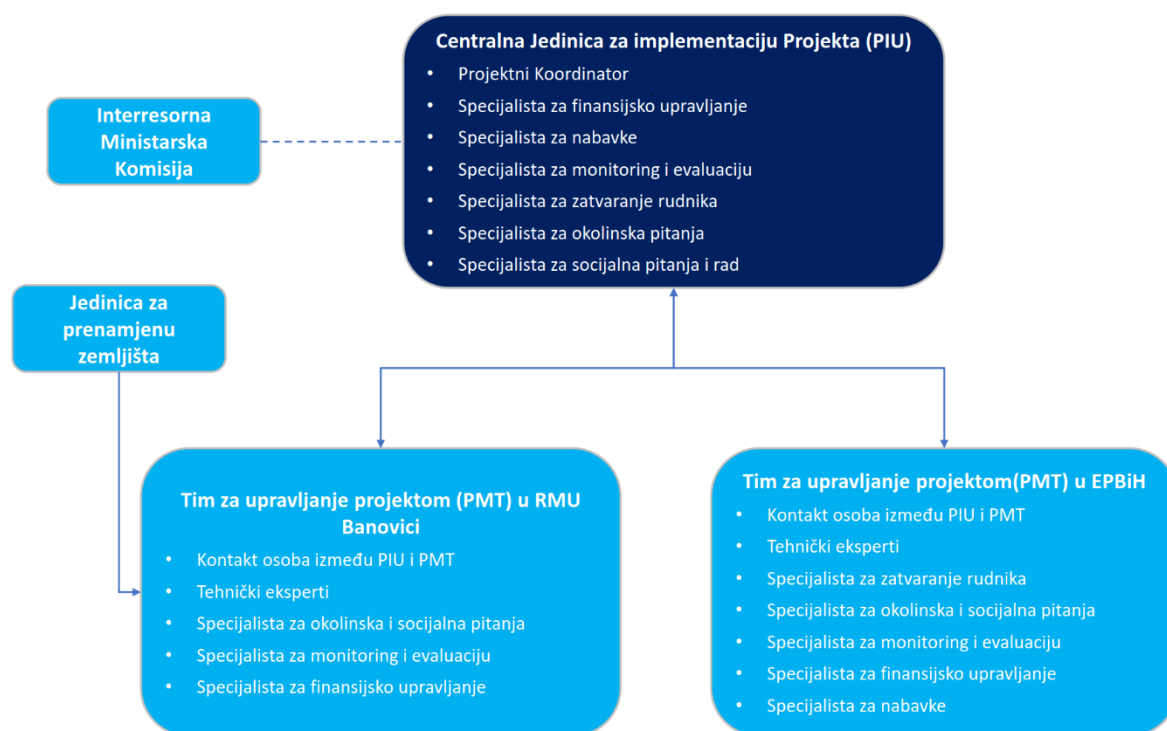 Centralna Jedinica za implementaciju Projekta (PIU)
• Projektni Koordinator
• Specijalista za finansijsko upravljanje
• Specijalista za nabavke
• Specijalista za monitoring i evaluaciju
• Specijalista za zatvaranje rudnika
• Specijalista za okolinska pitanja
• Specijalista za socijalna pitanja i rad
Interresorna
Ministarska
Komisija
Jedinica za
prenamjenu
zemljišta
Tim za upravljanje projektom (PMT) u RMU
Banovici
• Kontakt osoba između PIU i PMT
• Tehnički eksperti
• Specijalista za okolinska i socijalna pitanja
• Specijalista za monitoring i evaluaciju
• Specijalista za finansijsko upravljanje
Tim za upravljanje projektom(PMT) u EPBiH
• Kontakt osoba između PIU i PMT
• Tehnički eksperti
• Specijalista za zatvaranje rudnika
• Specijalista za okolinska i socijalna pitanja
• Specijalista za monitoring i evaluaciju
• Specijalista za finansijsko upravljanje
• Specijalista za nabavke